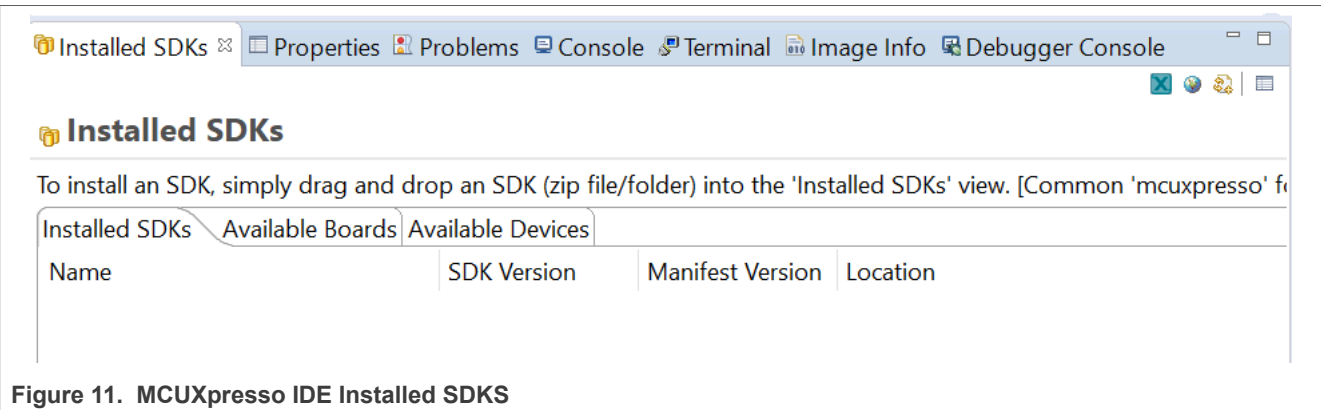 Installed SDKs Properties Problems Console Terminal Image Info Debugger Console
Installed SDKs
To install an SDK, simply drag and drop an SDK (zip file/folder) into the 'Installed SDKs' view. [Common 'mcuxpresso'
Installed SDKs Available Boards Available Devices
Name SDK Version Manifest Version Location
Figure 11. MCUXpresso IDE Installed SDKS